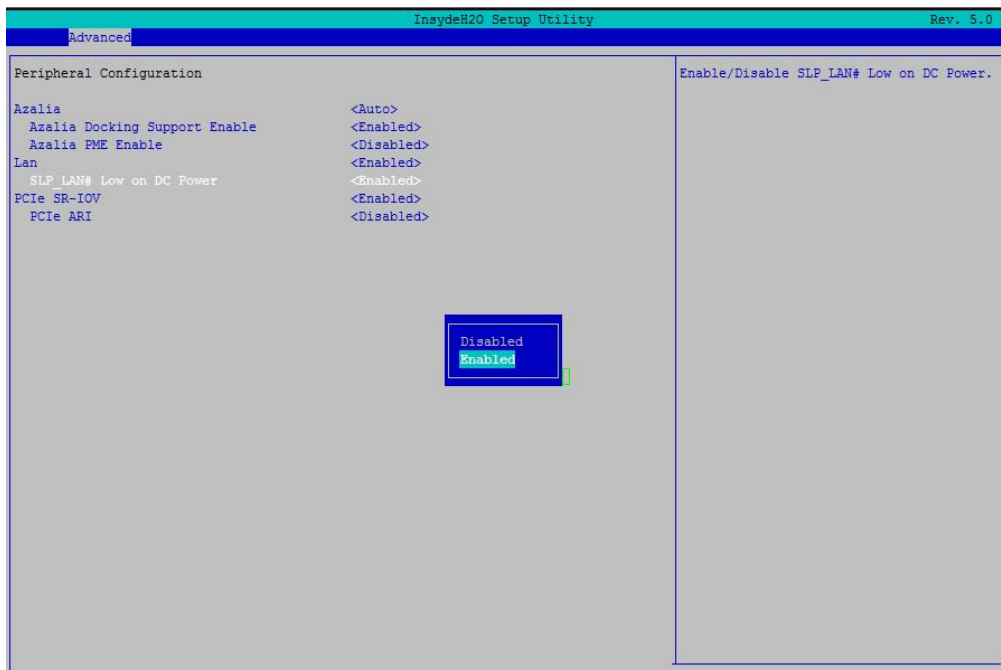 InsydeH2O Setup Utility Rev. 5.0
Advanced
Peripheral Configuration
Enable/Disable SLP_LAN# Low on DC Power.
Azalia <Auto>
Azalia Docking Support Enable <Enabled>
Azalia PME Enable <Disabled>
Lan <Enabled>
SLP_LAN# Low on DC Power <Enabled>
PCIe SR-IOV <Enabled>
PCIe ARI <Disabled>
Disabled
Enabled